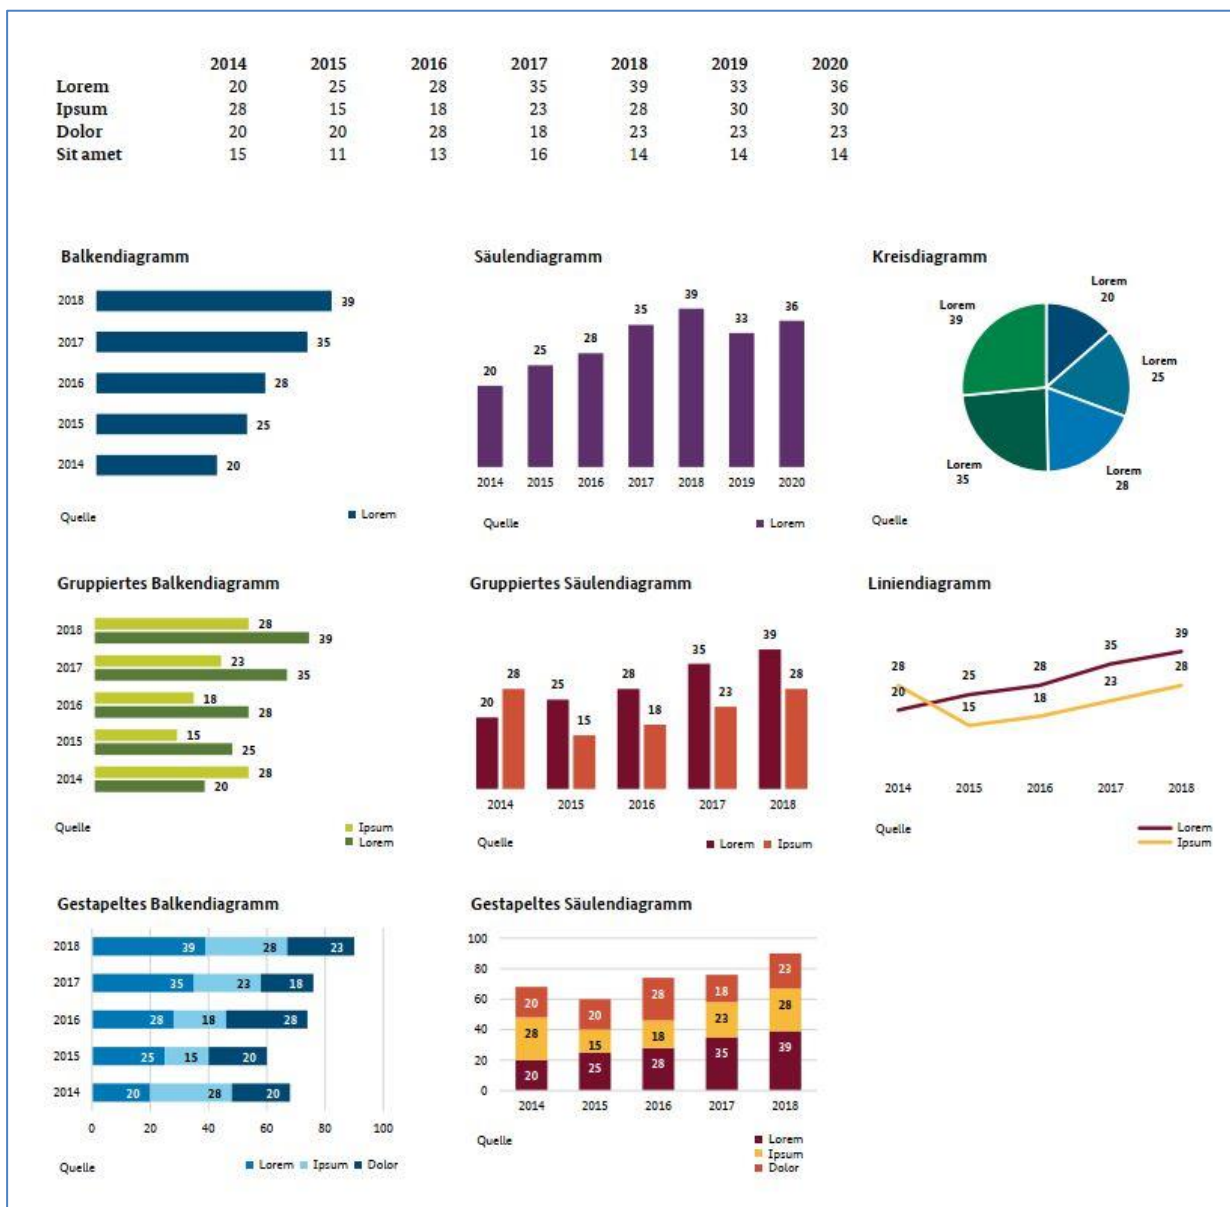 2014 2015 2016 2017 2018 2019 2020
Lorem 20 25 28 35 39 33 36
Ipsum 28 15 18 23 28 30 30
Dolor 20 20 28 18 23 23 23
Sit amet 15 11 13 16 14 14 14
Balkendiagramm
2018 39
2017 35
2016 28
2015 25
2014 20
Quelle
Lorem
Säulendiagramm
20 25 28 35 39 33 36
2014 2015 2016 2017 2018 2019 2020
Quelle
Lorem
Kreisdiagramm
Lorem
20
Lorem
25
Lorem
28
Lorem
35
Lorem
39
Quelle
Gruppiertes Balkendiagramm
2018 28
39
2017 23
35
2016 18
28
2015 15
25
2014 28
20
Quelle
Ipsum
Lorem
Gruppiertes Säulendiagramm
20 28 25 15 28 18 35 23 39 28
2014 2015 2016 2017 2018
Quelle
Lorem Ipsum
Liniendiagramm
20 25 28 35 39
28 15 18 23 28
2014 2015 2016 2017 2018
Quelle
Lorem
Ipsum
Gestapeltes Balkendiagramm
2018 39 28 23
2017 35 23 18
2016 28 18 28
2015 25 15 20
2014 20 28 20
0 20 40 60 80 100
Quelle
Lorem Ipsum Dolor
Gestapeltes Säulendiagramm
100
80
60
40
20
0
20 20 28 18 23
28 15 18 23 28
20 25 28 35 39
2014 2015 2016 2017 2018
Quelle
Lorem
Ipsum
Dolor